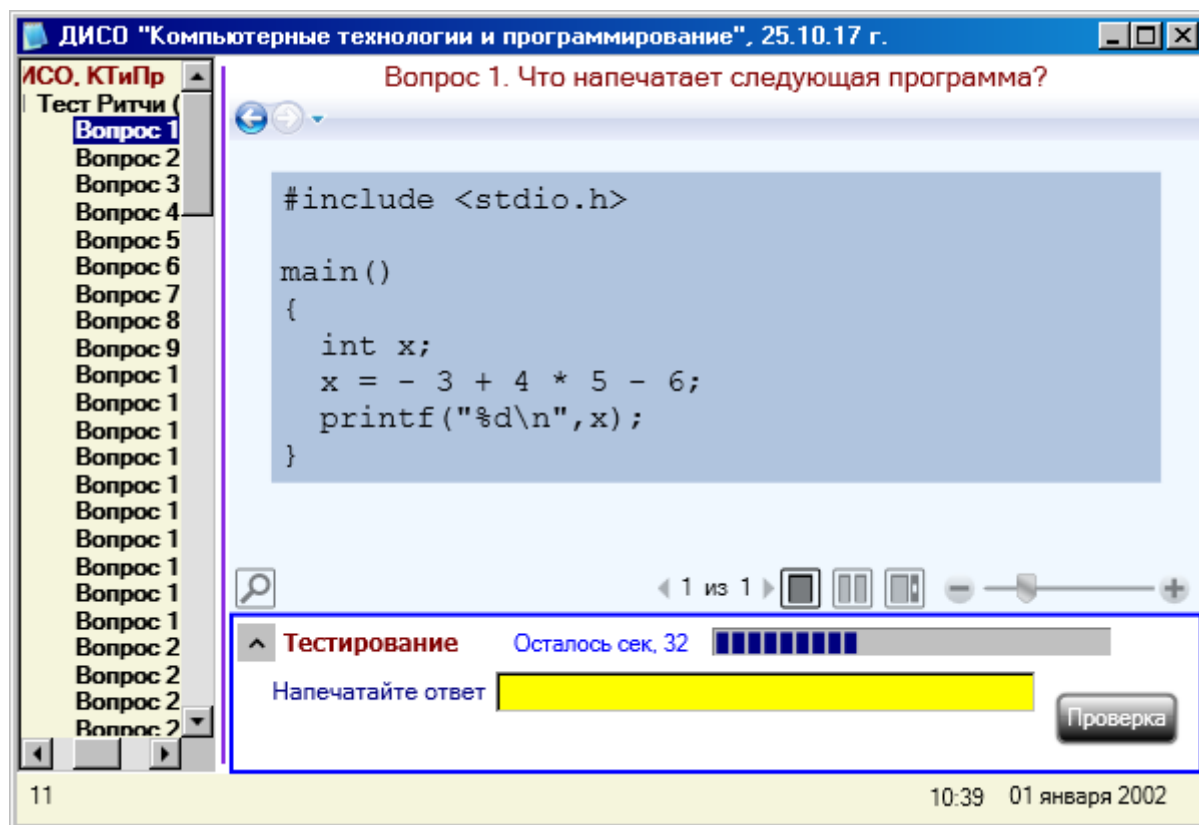 ДИСО "Компьютерные технологии и программирование", 25.10.17 г.
ИСО, КТиПр
Тест Ритчи (
Вопрос 1
Вопрос 2
Вопрос 3
Вопрос 4
Вопрос 5
Вопрос 6
Вопрос 7
Вопрос 8
Вопрос 9
Вопрос 1
Вопрос 1
Вопрос 1
Вопрос 1
Вопрос 1
Вопрос 1
Вопрос 1
Вопрос 1
Вопрос 1
Вопрос 1
Вопрос 2
Вопрос 2
Вопрос 2
Вопрос 2
Вопрос 1. Что напечатает следующая программа?
#include <stdio.h>
main()
{
int x;
x = - 3 + 4 * 5 - 6;
printf("%d\n",x);
}
1 из 1
Тестирование
Осталось сек, 32
Напечатайте ответ
Проверка
11
10:39
01 января 2002